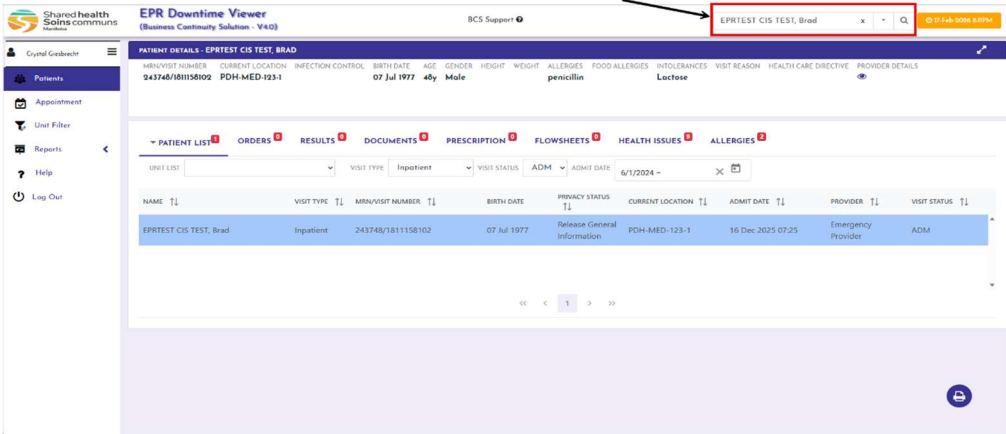 Shared health
Soins communs
Manitoba
EPR Downtime Viewer
(Business Continuity Solution - V4.0)
BCS Support
EPRTEST CIS TEST, Brad x
17-Feb-2026 8:11PM
Crystal Giesbrecht
Patients
Appointment
Unit Filter
Reports
Help
Log Out
PATIENT DETAILS - EPRTEST CIS TEST, BRAD
MRN/VISIT NUMBER CURRENT LOCATION INFECTION CONTROL BIRTH DATE AGE GENDER HEIGHT WEIGHT ALLERGIES FOOD ALLERGIES INTOLERANCES VISIT REASON HEALTH CARE DIRECTIVE PROVIDER DETAILS
243748/1811158102 PDH-MED-123-1 07 Jul 1977 48y Male penicillin Lactose
PATIENT LIST 1 ORDERS 0 RESULTS 0 DOCUMENTS 0 PRESCRIPTION 0 FLOWSHEETS 0 HEALTH ISSUES 9 ALLERGIES 2
UNIT LIST VISIT TYPE Inpatient VISIT STATUS ADM ADMIT DATE 6/1/2024 –
NAME VISIT TYPE MRN/VISIT NUMBER BIRTH DATE PRIVACY STATUS CURRENT LOCATION ADMIT DATE PROVIDER VISIT STATUS
EPRTEST CIS TEST, Brad Inpatient 243748/1811158102 07 Jul 1977 Release General Information PDH-MED-123-1 16 Dec 2025 07:25 Emergency Provider ADM
<< < 1 > >>